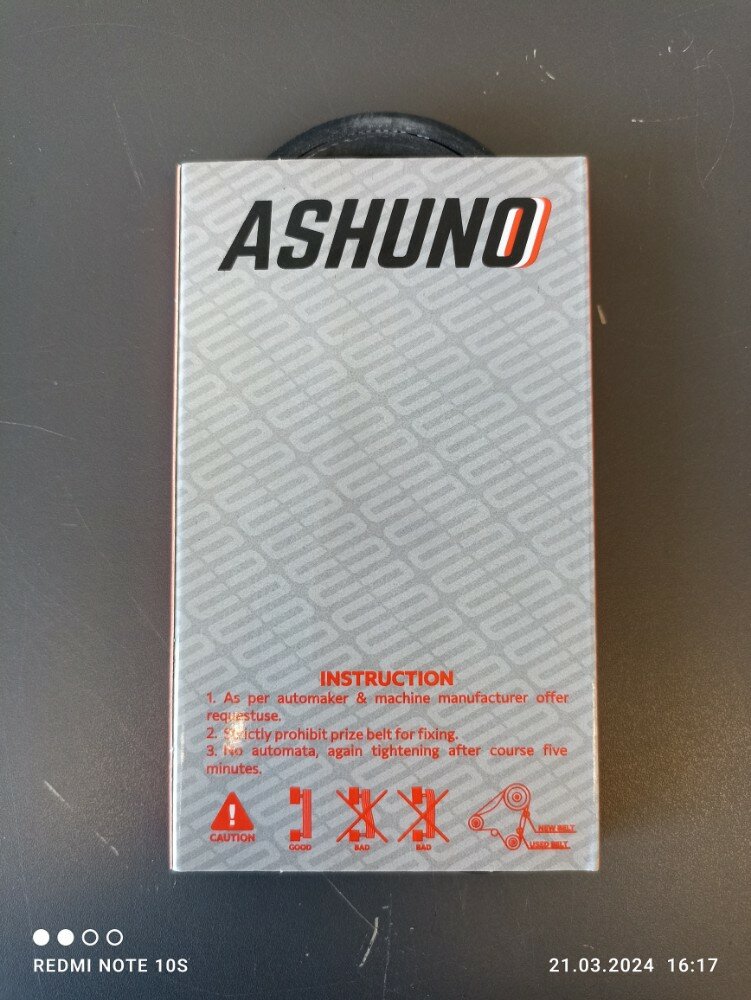 ASHUNO
INSTRUCTION
1. As per automaker & machine manufacturer offer
requestuse.
2. Strictly prohibit prize belt for fixing.
3. No automata, again tightening after course five
minutes.
CAUTION
GOOD
BAD
BAD
NEW BELT
USED BELT
REDMI NOTE 10S
21.03.2024 16:17